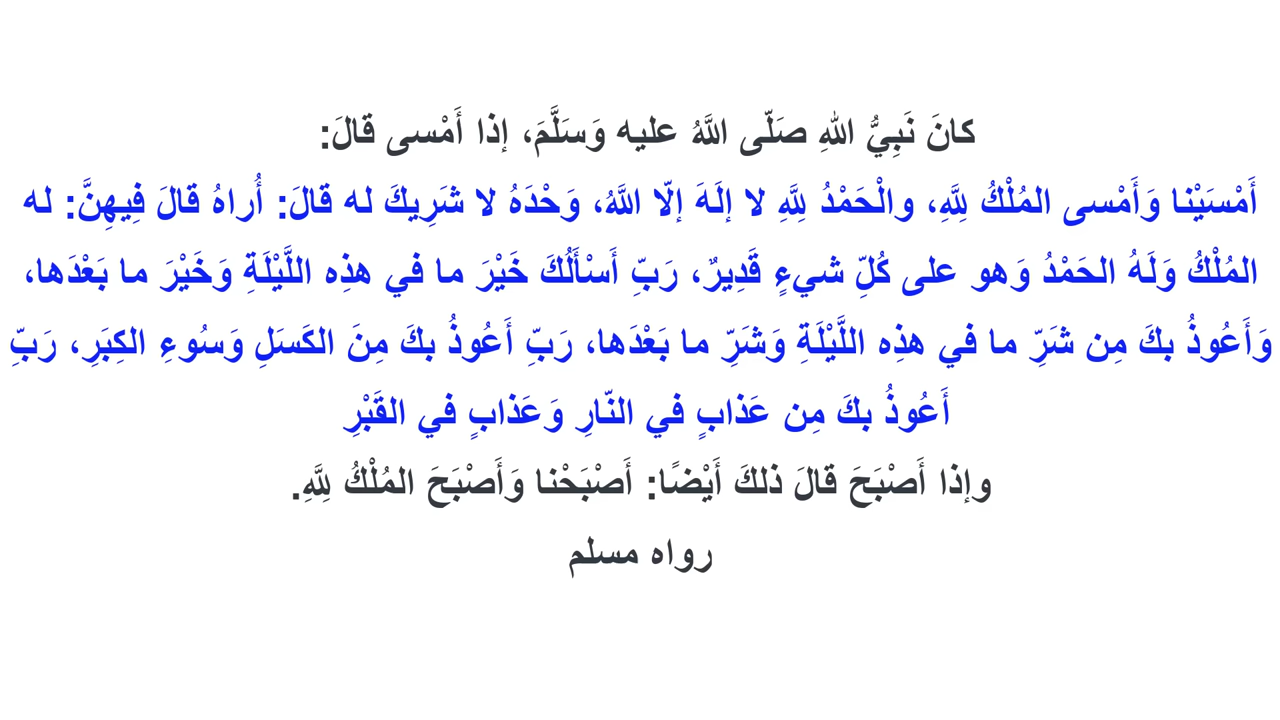 كانَ نَبِيُّ اللهِ صَلّى اللَّهُ عليه وَسَلَّمَ، إذا أَمْسى قالَ:
أَمْسَيْنا وَأَمْسى المُلْكُ لِلَّهِ، والْحَمْدُ لِلَّهِ لا إلَهَ إلّا اللَّهُ، وَحْدَهُ لا شَرِيكَ له قالَ: أُراهُ قالَ فِيهِنَّ: له
المُلْكُ وَلَهُ الحَمْدُ وَهو على كُلِّ شيءٍ قَدِيرٌ، رَبِّ أَسْأَلُكَ خَيْرَ ما في هذِه اللَّيْلَةِ وَخَيْرَ ما بَعْدَها،
وَأَعُوذُ بكَ مِن شَرِّ ما في هذِه اللَّيْلَةِ وَشَرِّ ما بَعْدَها، رَبِّ أَعُوذُ بكَ مِنَ الكَسَلِ وَسُوءِ الكِبَرِ، رَبِّ
أَعُوذُ بكَ مِن عَذابٍ في النّارِ وَعَذابٍ في القَبْرِ
وإذا أَصْبَحَ قالَ ذلكَ أَيْضًا: أَصْبَحْنا وَأَصْبَحَ المُلْكُ لِلَّهِ.
رواه مسلم